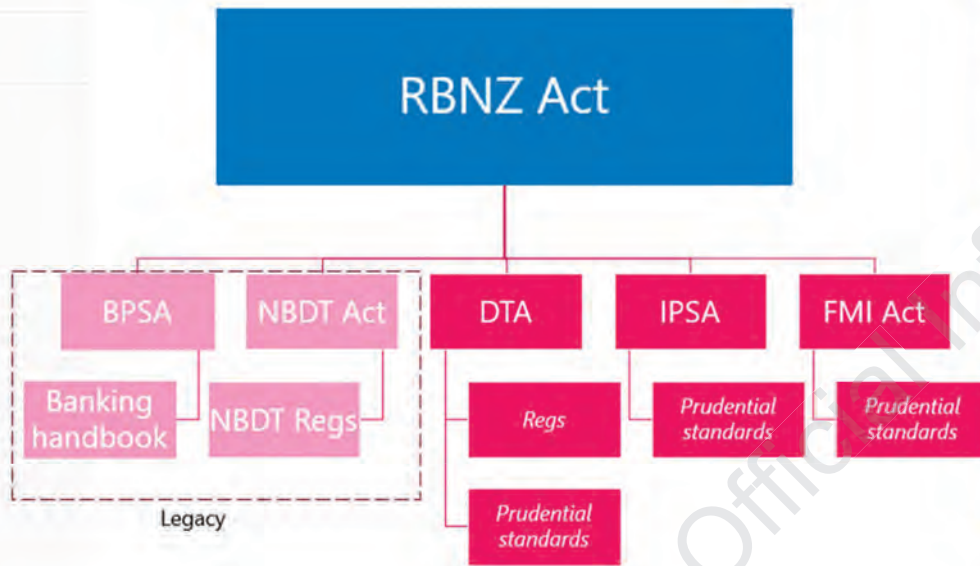 RBNZ Act
BPSA
NBDT Act
DTA
IPSA
FMI Act
Banking
handbook
NBDT Regs
Regs
Prudential
standards
Prudential
standards
Prudential
standards
Legacy
Official